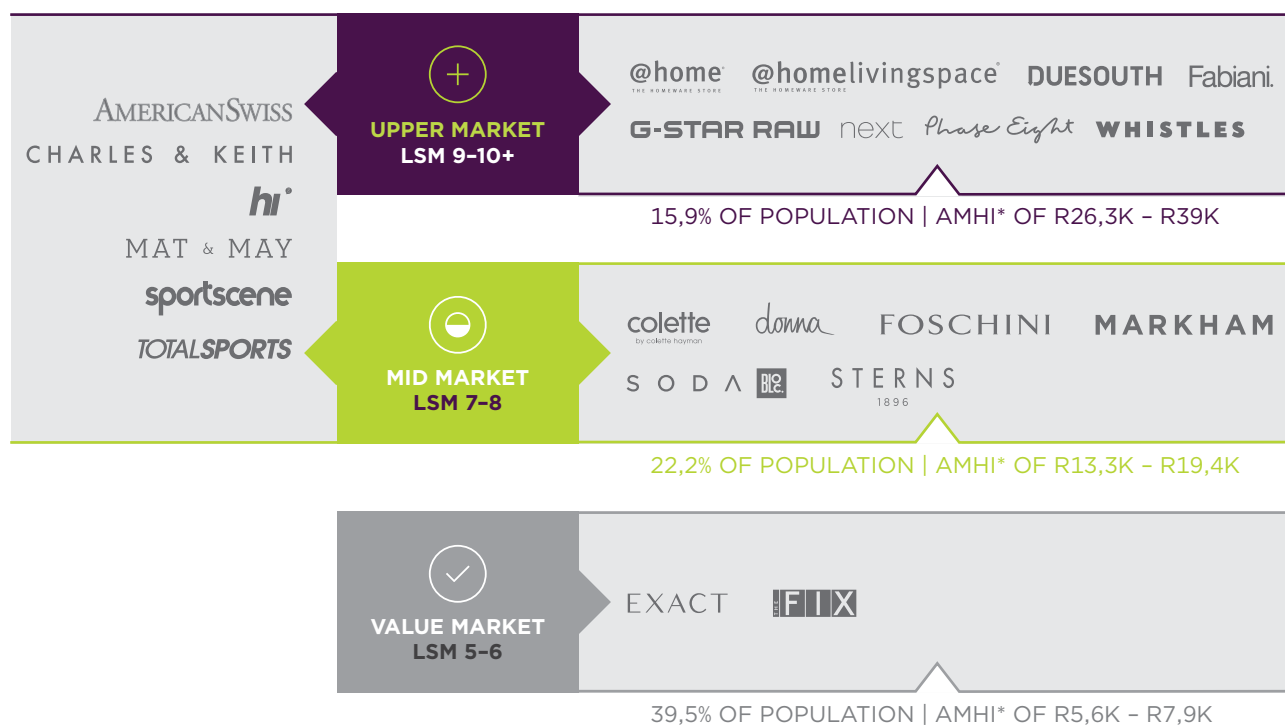 AMERICANSWISS
CHARLES & KEITH
hi
MAT & MAY
sportscene
TOTALSPORTS
UPPER MARKET
LSM 9–10+
@home @homelivingspace DUESOUTH Fabiani.
THE HOMEWARE STORE THE HOMEWARE STORE
G-STAR RAW next Phase Eight WHISTLES
15,9% OF POPULATION | AMHI* OF R26,3K – R39K
MID MARKET
LSM 7–8
colette donna FOSCHINI MARKHAM
by colette hayman
SODA BLOC. STERNS
1896
22,2% OF POPULATION | AMHI* OF R13,3K – R19,4K
VALUE MARKET
LSM 5–6
EXACT THE FIX
39,5% OF POPULATION | AMHI* OF R5,6K – R7,9K